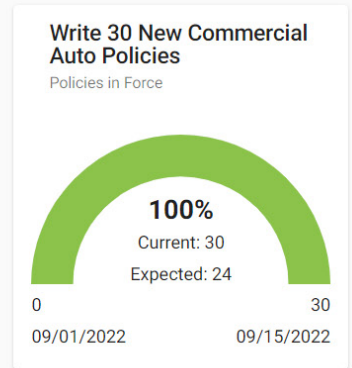 Write 30 New Commercial
Auto Policies
Policies in Force
100%
Current: 30
Expected: 24
0 30
09/01/2022 09/15/2022